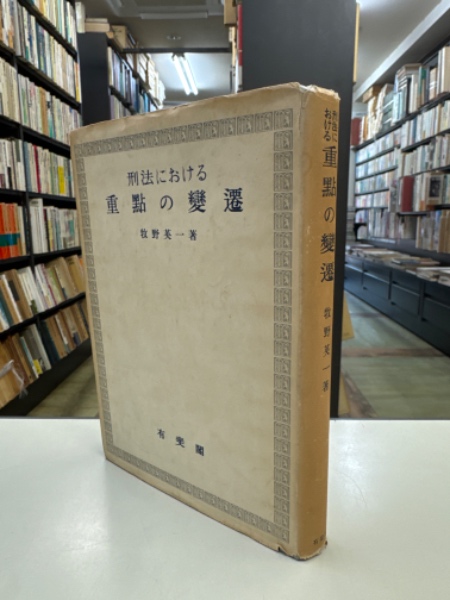 刑法における
重點の變遷
牧野英一著
有斐閣
刑法に
おける
重點の變遷
牧野英一著